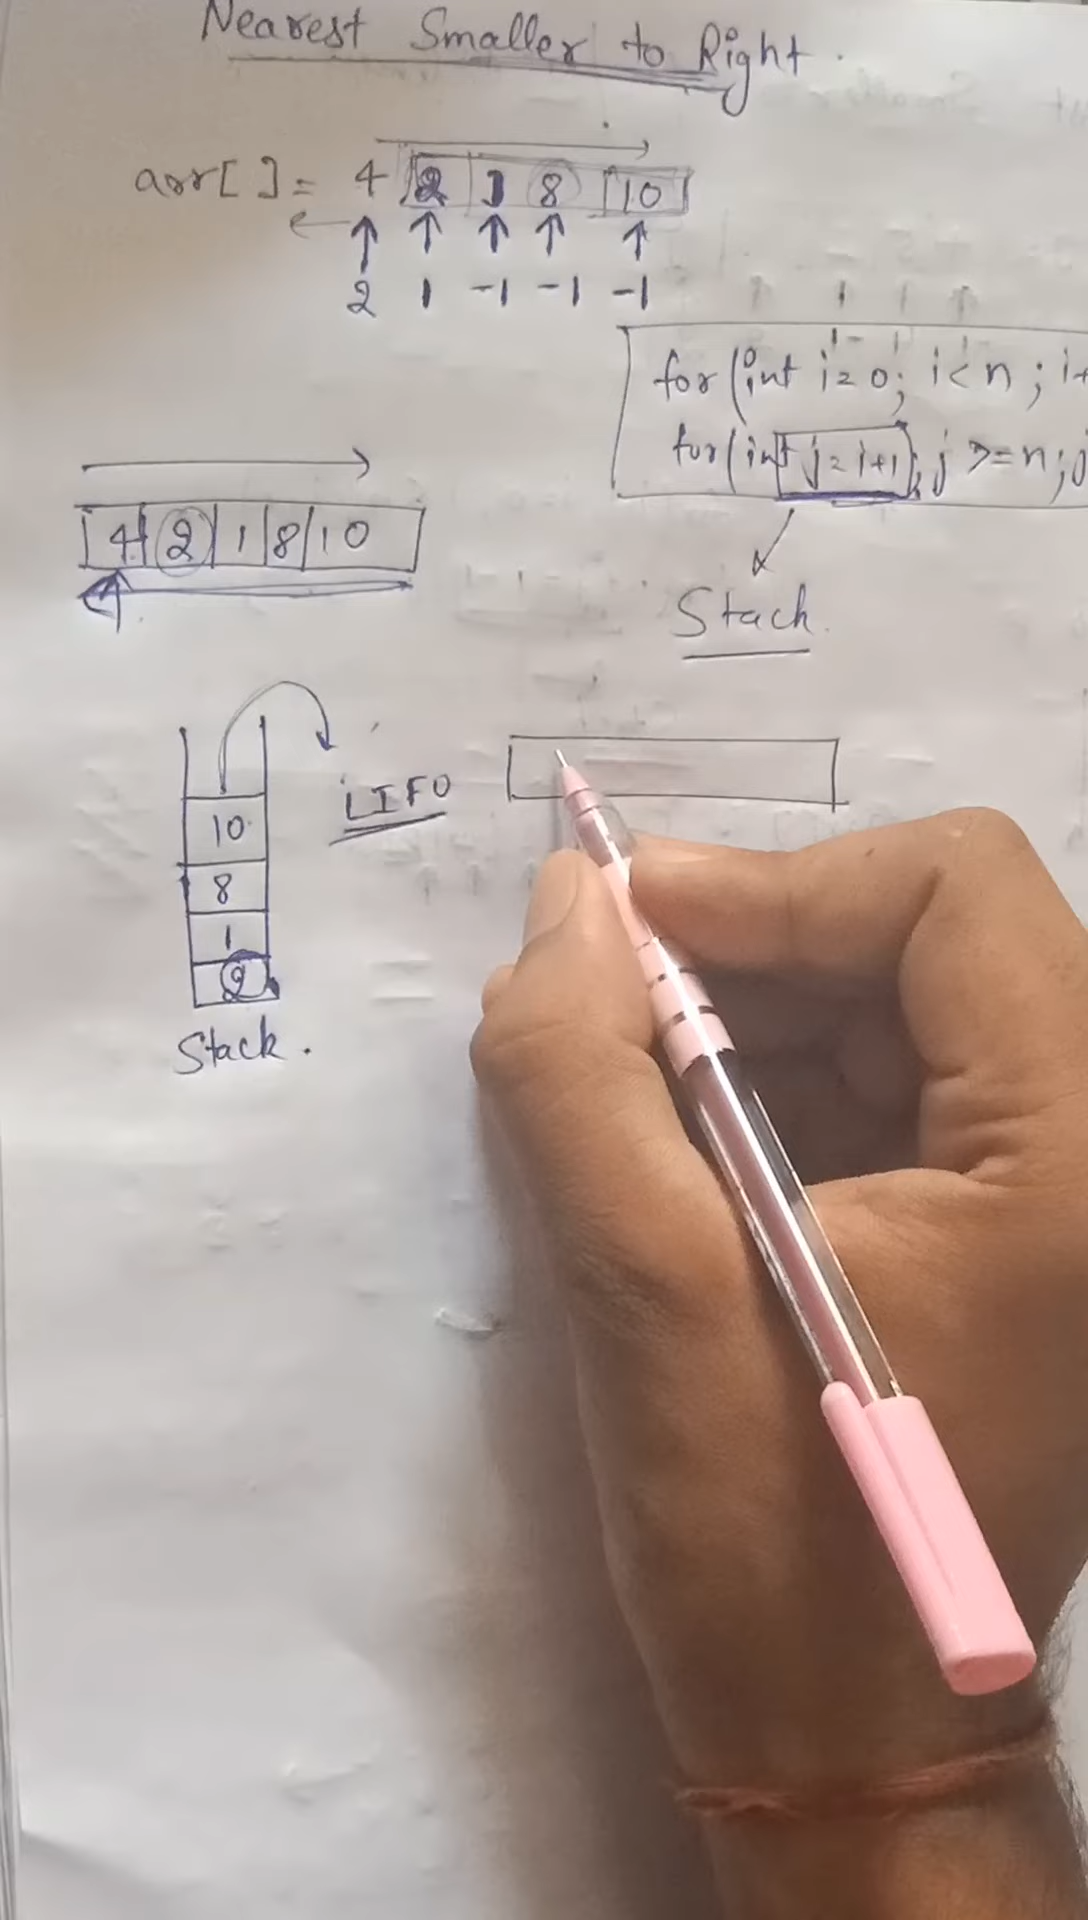 Nearest Smaller to Right.
arr[ ] = 4 2 1 8 10
2 1 -1 -1 -1
for (int i=0; i<n; i+
for (int j=i+1; j >=n; j
4 2 1 8 10
Stack.
10
8
1
2
LIFO
Stack.